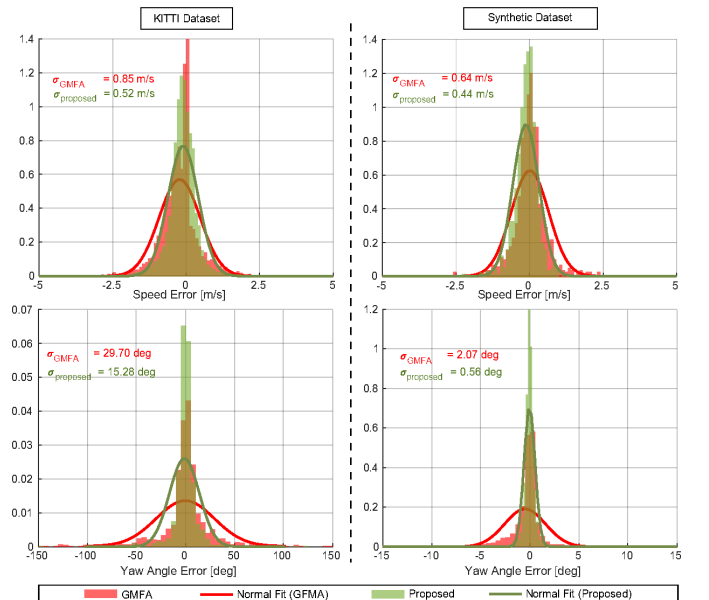 KITTI Dataset
Synthetic Dataset
1.4
1.2
1
0.8
0.6
0.4
0.2
0
σGMFA = 0.85 m/s
σproposed = 0.52 m/s
-5 -2.5 0 2.5 5
Speed Error [m/s]
1.4
1.2
1
0.8
0.6
0.4
0.2
0
σGMFA = 0.64 m/s
σproposed = 0.44 m/s
-5 -2.5 0 2.5 5
Speed Error [m/s]
0.07
0.06
0.05
0.04
0.03
0.02
0.01
0
σGMFA = 29.70 deg
σproposed = 15.28 deg
-150 -100 -50 0 50 100 150
Yaw Angle Error [deg]
1.2
1
0.8
0.6
0.4
0.2
0
σGMFA = 2.07 deg
σproposed = 0.56 deg
-15 -10 -5 0 5 10 15
Yaw Angle Error [deg]
GMFA Normal Fit (GFMA) Proposed Normal Fit (Proposed)